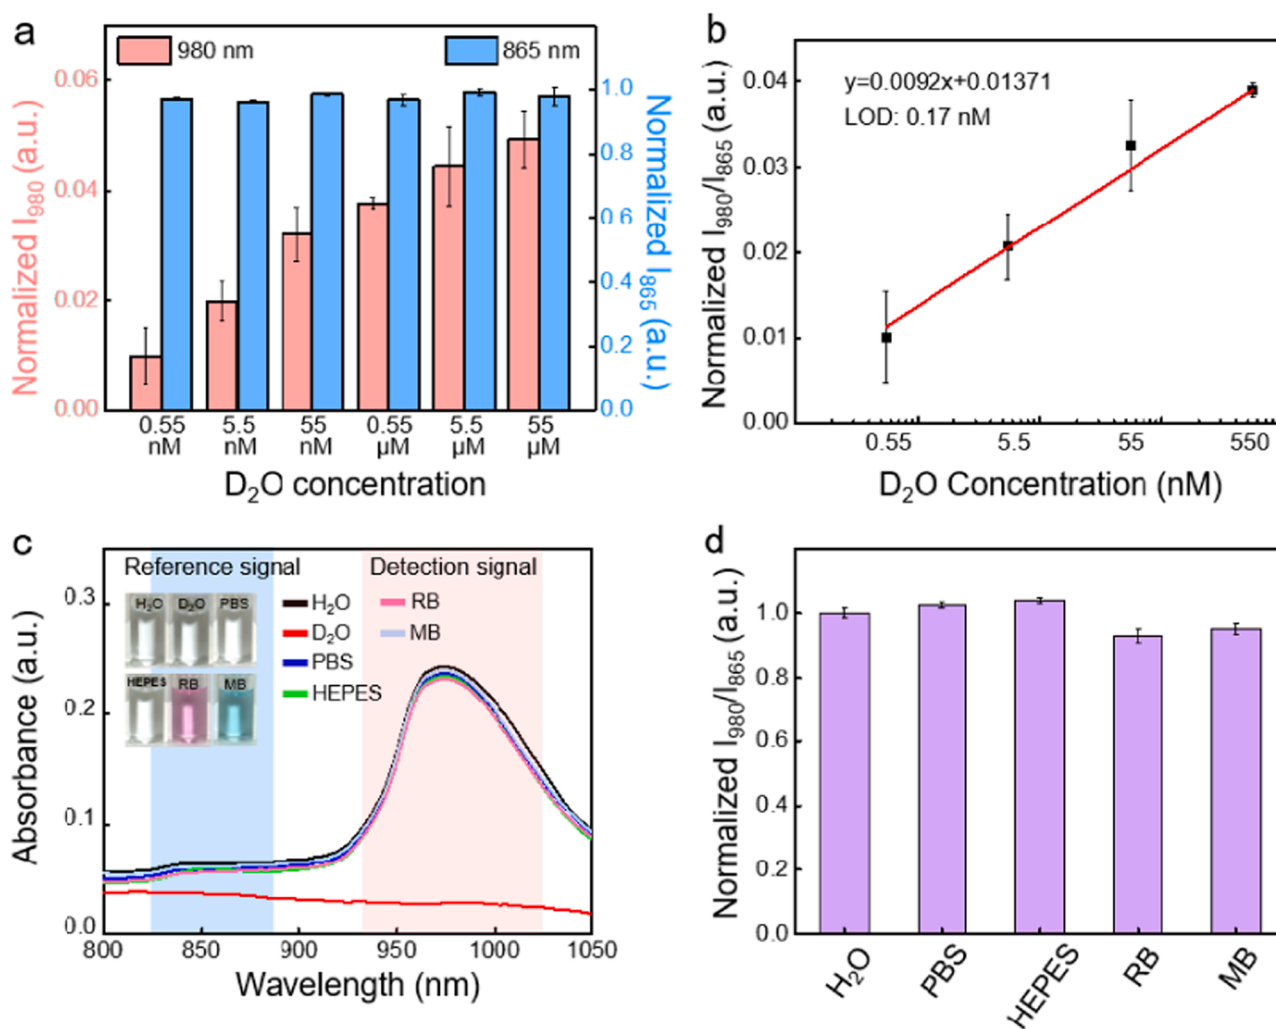 a
980 nm
865 nm
Normalized I980 (a.u.)
0.06
0.04
0.02
0.00
Normalized I865 (a.u.)
1.0
0.8
0.6
0.4
0.2
0.0
0.55 5.5 55 0.55 5.5 55
nM nM nM µM µM µM
D2O concentration
b
y=0.0092x+0.01371
LOD: 0.17 nM
Normalized I980/I865 (a.u.)
0.04
0.03
0.02
0.01
0.00
0.55 5.5 55 550
D2O Concentration (nM)
c
Reference signal
Detection signal
H2O D2O PBS
HEPES RB MB
H2O
D2O
PBS
HEPES
RB
MB
Absorbance (a.u.)
0.3
0.2
0.1
0.0
800 850 900 950 1000 1050
Wavelength (nm)
d
Normalized I980/I865 (a.u.)
1.0
0.8
0.6
0.4
0.2
0.0
H2O PBS HEPES RB MB